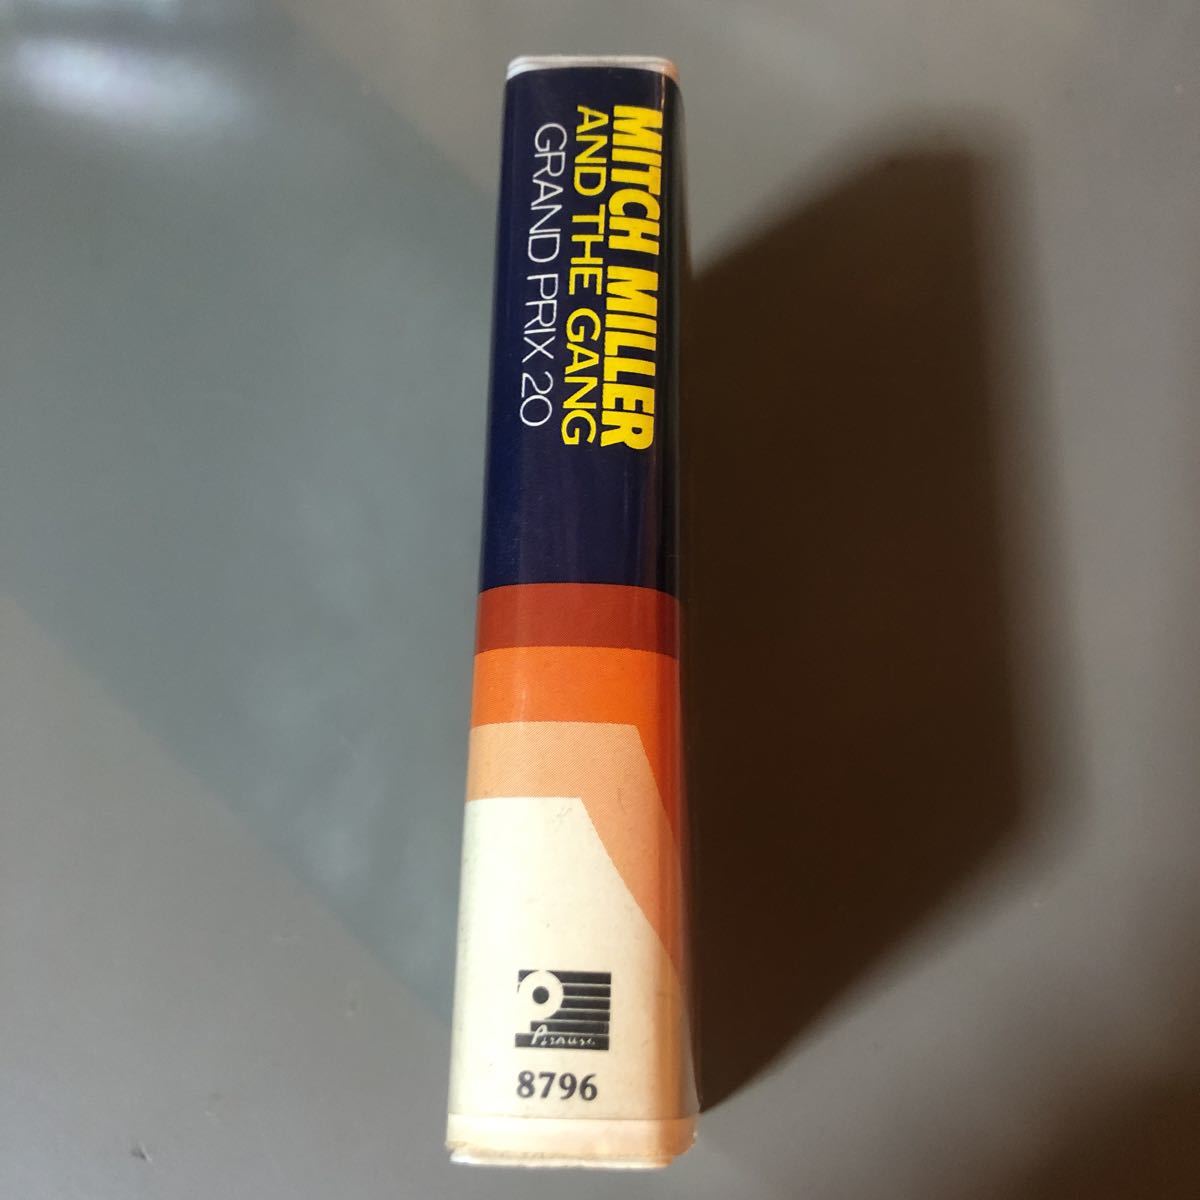 MITCH MILLER
AND THE GANG
GRAND PRIX 20
8796